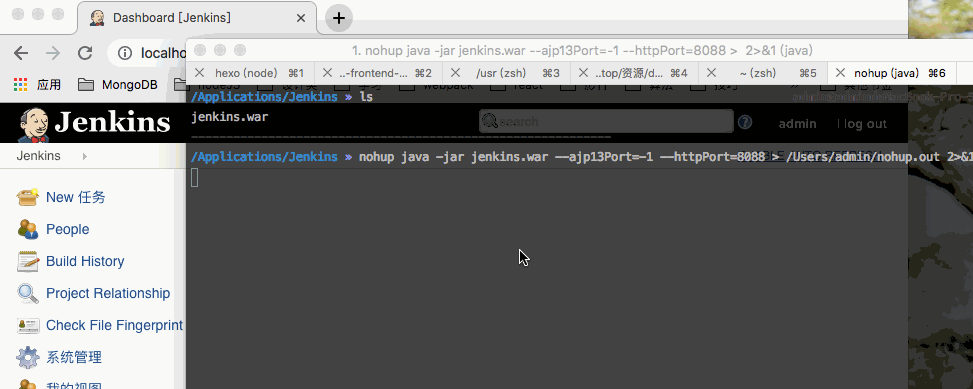 Dashboard [Jenkins]
localho
1. nohup java -jar jenkins.war --ajp13Port=-1 --httpPort=8088 > 2>&1 (java)
hexo (node) ⌘1
..-frontend-... ⌘2
/usr (zsh) ⌘3
..top/资源/d... ⌘4
~ (zsh) ⌘5
nohup (java) ⌘6
应用 MongoDB
/Applications/Jenkins » ls
jenkins.war
Jenkins
search
admin | log out
Jenkins
/Applications/Jenkins » nohup java -jar jenkins.war --ajp13Port=-1 --httpPort=8088 > /Users/admin/nohup.out 2>&1
New 任务
People
Build History
Project Relationship
Check File Fingerprint
系统管理
我的视图